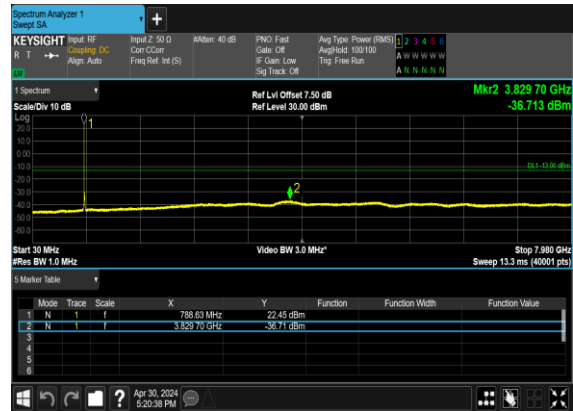 Spectrum Analyzer 1
Swept SA
+
KEYSIGHT Input: RF Input Z: 50 Ω #Atten: 40 dB PNO: Fast Avg Type: Power (RMS) 1 2 3 4 5 6
R T Coupling: DC Corr CCorr Gate: Off Avg|Hold: 100/100 A W W W W W
Align: Auto Freq Ref: Int (S) IF Gain: Low Trig: Free Run
Sig Track: Off A N N N N N
1 Spectrum Ref Lvl Offset 7.50 dB Mkr2 3.829 70 GHz
Scale/Div 10 dB Ref Level 30.00 dBm -36.713 dBm
Log
1
20.0
10.0
0.00
-10.0 DL1 -13.00 dBm
-20.0
-30.0 2
-40.0
-50.0
-60.0
Start 30 MHz Video BW 3.0 MHz* Stop 7.980 GHz
#Res BW 1.0 MHz Sweep 13.3 ms (40001 pts)
5 Marker Table
Mode Trace Scale X Y Function Function Width Function Value
1 N 1 f 788.63 MHz 22.45 dBm
2 N 1 f 3.829 70 GHz -36.71 dBm
3
4
5
6
? Apr 30, 2024
5:20:38 PM